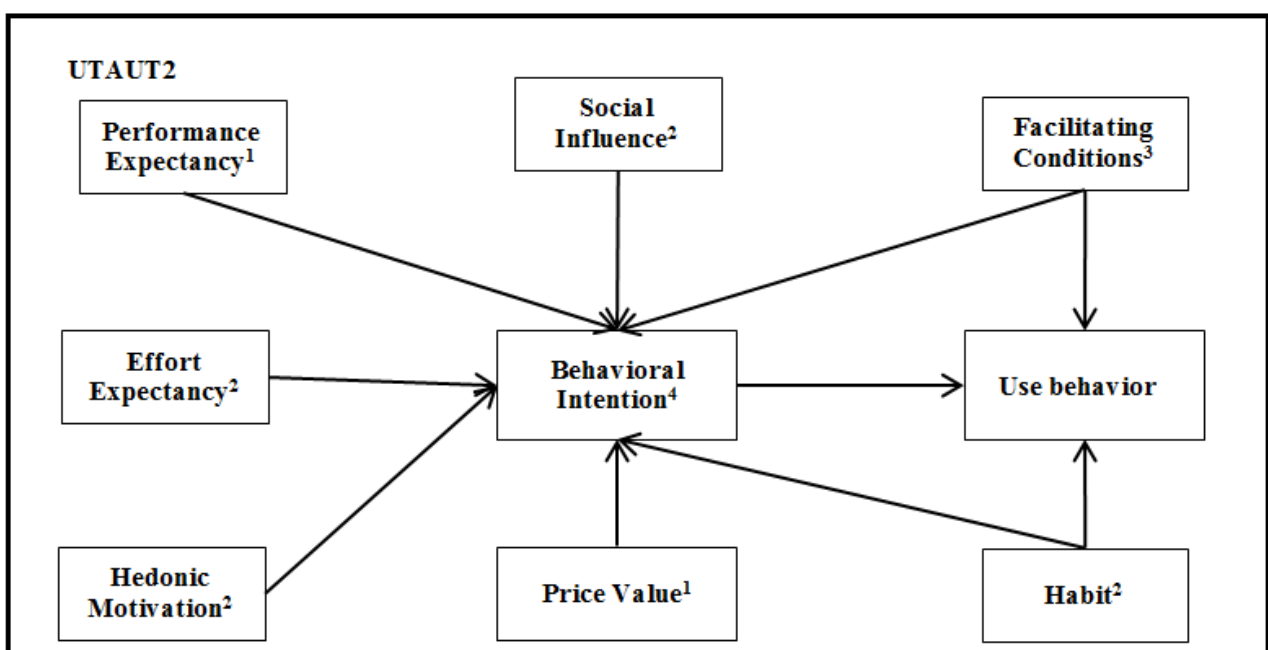 UTAUT2
Performance
Expectancy¹
Social
Influence²
Facilitating
Conditions³
Effort
Expectancy²
Behavioral
Intention⁴
Use behavior
Hedonic
Motivation²
Price Value¹
Habit²